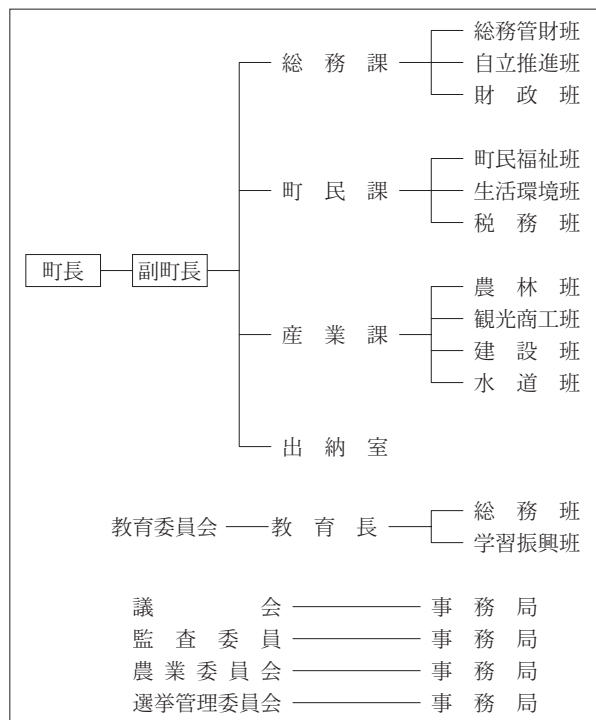 総務管財班
総務課 自立推進班
財政班
町民福祉班
町民課 生活環境班
税務班
町長 副町長
農林班
観光商工班
産業課
建設班
水道班
出納室
総務班
教育委員会 教育長
学習振興班
議会 事務局
監査委員 事務局
農業委員会 事務局
選挙管理委員会 事務局